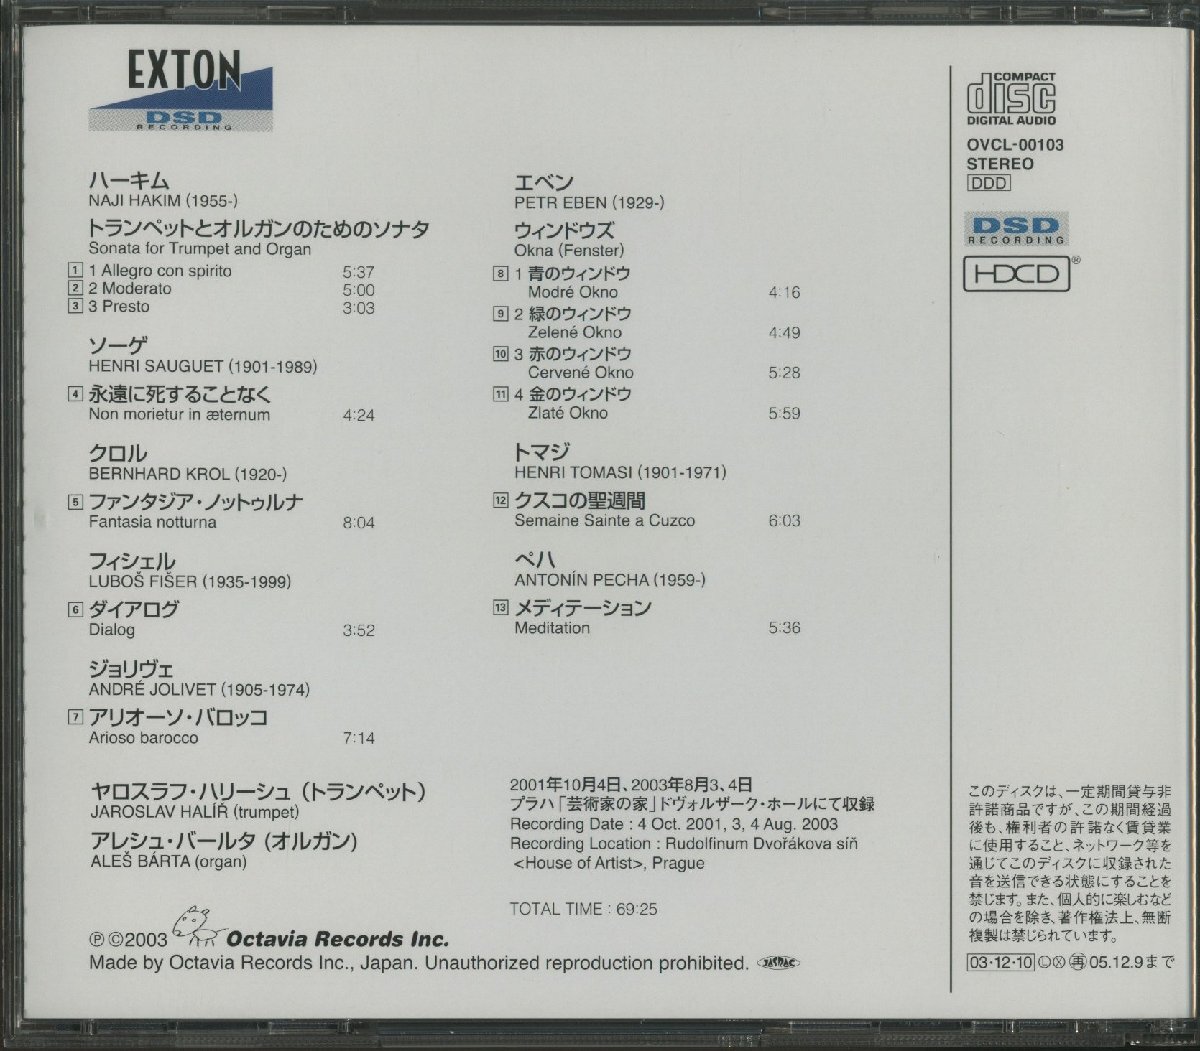 EXTON
DSD
RECORDING
ハーキム
NAJI HAKIM (1955-)
トランペットとオルガンのためのソナタ
Sonata for Trumpet and Organ
1 1 Allegro con spirito 5:37
2 2 Moderato 5:00
3 3 Presto 3:03
ソーゲ
HENRI SAUGUET (1901-1989)
4 永遠に死することなく
Non morietur in æternum 4:24
クロル
BERNHARD KROL (1920-)
5 ファンタジア・ノットゥルナ
Fantasia notturna 8:04
フィシェル
LUBOŠ FIŠER (1935-1999)
6 ダイアログ
Dialog 3:52
ジョリヴェ
ANDRÉ JOLIVET (1905-1974)
7 アリオーソ・バロッコ
Arioso barocco 7:14
エベン
PETR EBEN (1929-)
ウィンドウズ
Okna (Fenster)
8 1 青のウィンドウ
Modré Okno 4:16
9 2 緑のウィンドウ
Zelené Okno 4:49
10 3 赤のウィンドウ
Cervené Okno 5:28
11 4 金のウィンドウ
Zlaté Okno 5:59
トマジ
HENRI TOMASI (1901-1971)
12 クスコの聖週間
Semaine Sainte a Cuzco 6:03
ペハ
ANTONÍN PECHA (1959-)
13 メディテーション
Meditation 5:36
ヤロスラフ・ハリーシュ（トランペット）
JAROSLAV HALÍŘ (trumpet)
アレシュ・バールタ（オルガン）
ALEŠ BÁRTA (organ)
2001年10月4日、2003年8月3、4日
プラハ「芸術家の家」ドヴォルザーク・ホールにて収録
Recording Date : 4 Oct. 2001, 3, 4 Aug. 2003
Recording Location : Rudolfinum Dvořákova síň
<House of Artist>, Prague
TOTAL TIME : 69:25
℗©2003 Octavia Records Inc.
Made by Octavia Records Inc., Japan. Unauthorized reproduction prohibited. JASRAC
COMPACT
disc
DIGITAL AUDIO
OVCL-00103
STEREO
DDD
DSD
RECORDING
HDCD®
このディスクは、一定期間貸与非
許諾商品ですが、この期間経過
後も、権利者の許諾なく賃貸業
に使用すること、ネットワーク等を
通じてこのディスクに収録された
音を送信できる状態にすることを
禁じます。また、個人的に楽しむなど
の場合を除き、著作権法上、無断
複製は禁じられています。
03・12・10 Ⓛ Ⓧ ㊝05.12.9まで